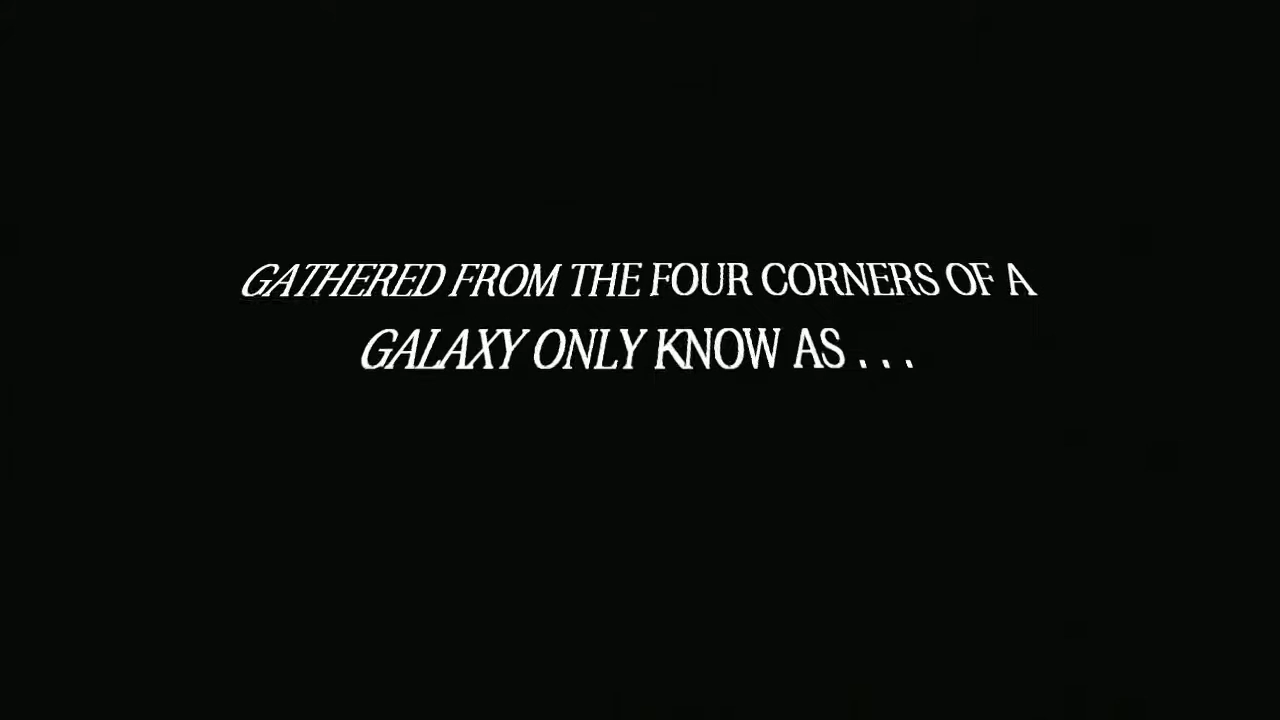 GATHERED FROM THE FOUR CORNERS OF A
GALAXY ONLY KNOW AS . . .